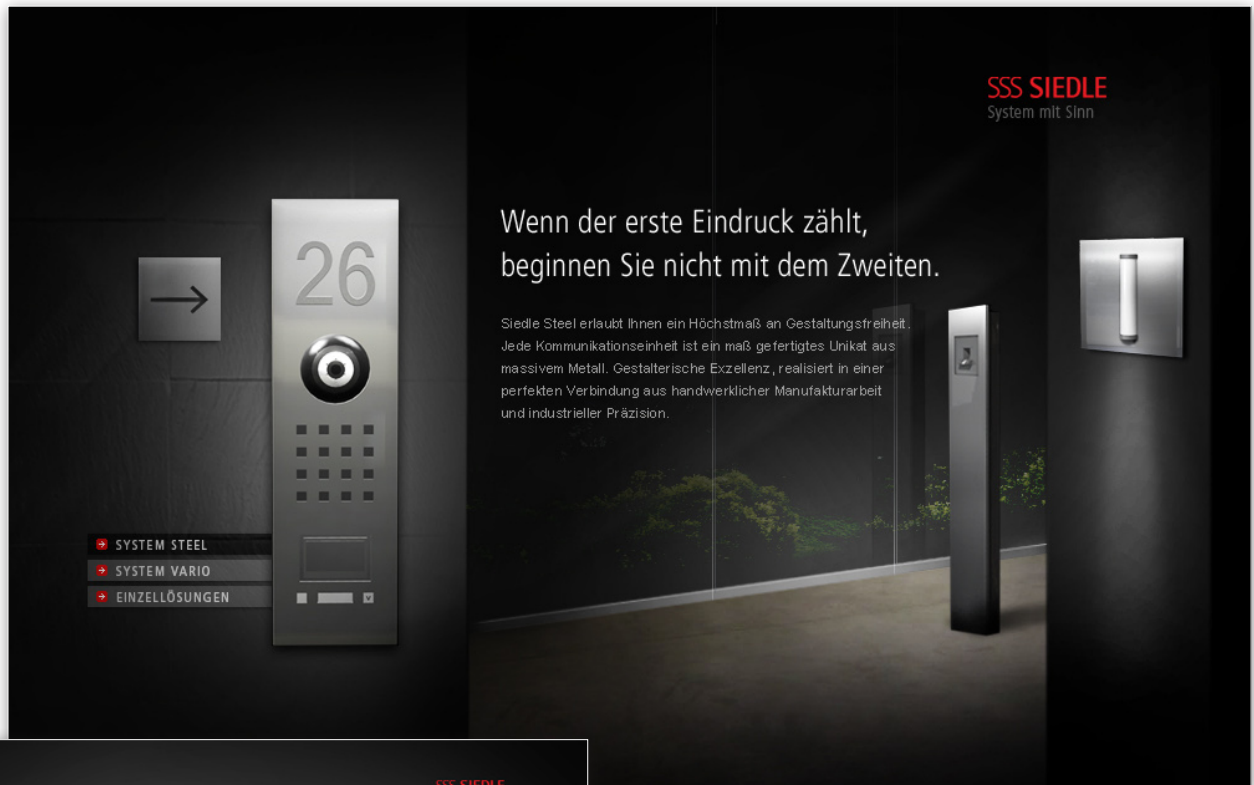 SSS SIEDLE
System mit Sinn
26
Wenn der erste Eindruck zählt,
beginnen Sie nicht mit dem Zweiten.
Siedle Steel erlaubt Ihnen ein Höchstmaß an Gestaltungsfreiheit.
Jede Kommunikationseinheit ist ein maß gefertigtes Unikat aus
massivem Metall. Gestalterische Exzellenz, realisiert in einer
perfekten Verbindung aus handwerklicher Manufakturarbeit
und industrieller Präzision.
SYSTEM STEEL
SYSTEM VARIO
EINZELLÖSUNGEN
SSS SIEDLE